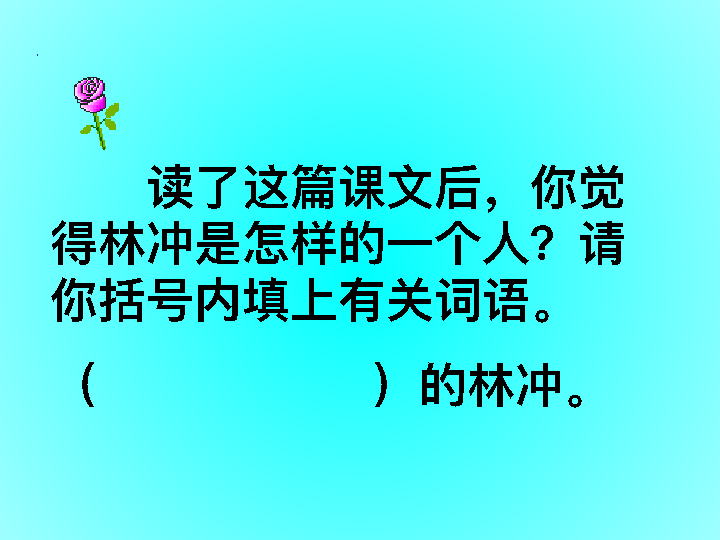 读了这篇课文后，你觉
得林冲是怎样的一个人？请
你括号内填上有关词语。
（　　　　　　）的林冲。